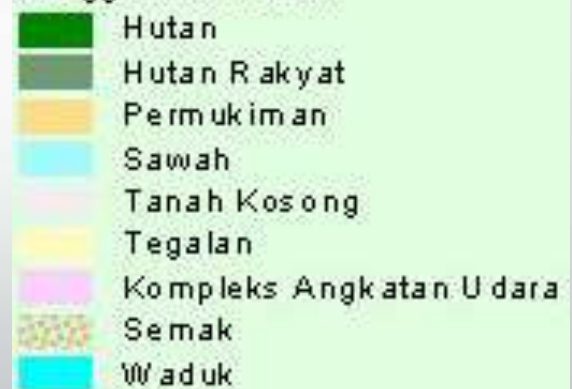 Hutan
Hutan Rakyat
Permukiman
Sawah
Tanah Kosong
Tegalan
Kompleks Angkatan Udara
Semak
Waduk